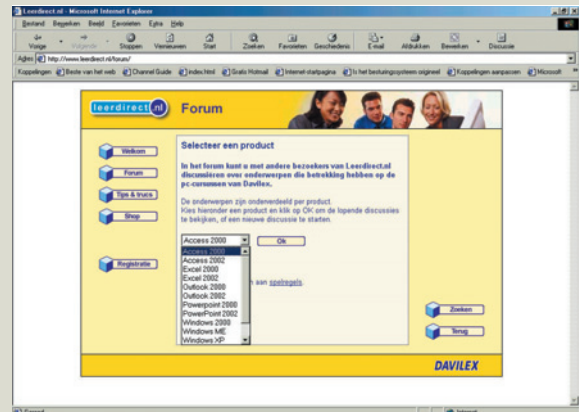 Leerdirect.nl - Microsoft Internet Explorer
Bestand Bewerken Beeld Favorieten Extra Help
Vorige Volgende Stoppen Vernieuwen Start Zoeken Favorieten Geschiedenis E-mail Afdrukken Bewerken Discussie
Adres http://www.leerdirect.nl/forum/
Koppelingen Beste van het web Channel Guide index.html Gratis Hotmail Internet startpagina Is het besturingssysteem origineel Koppelingen aanpassen Microsoft
leerdirect.nl Forum
Welkom
Forum
Tips & trucs
Shop
Registratie
Selecteer een product
In het forum kunt u met andere bezoekers van Leerdirect.nl
discussiëren over onderwerpen die betrekking hebben op de
pc-cursussen van Davilex.
De onderwerpen zijn onderverdeeld per product.
Kies hieronder een product en klik op OK om de lopende discussies
te bekijken, of een nieuwe discussie te starten.
Access 2000 Ok
Access 2000
Access 2002
Excel 2000
Excel 2002
Outlook 2000
Outlook 2002
Powerpoint 2000
PowerPoint 2002
Windows 2000
Windows ME
Windows XP
aan spelregels.
Zoeken
Terug
DAVILEX
Internet